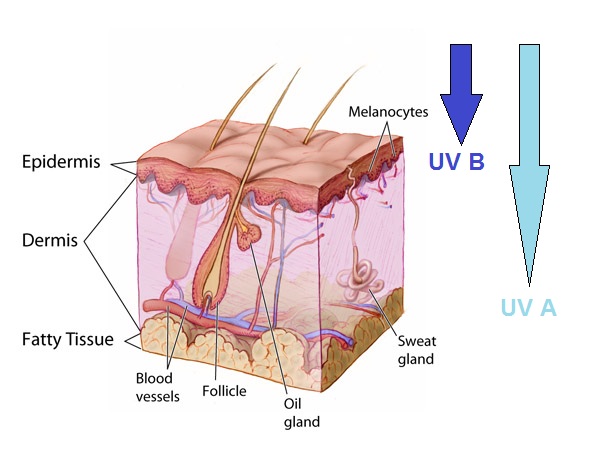 Melanocytes
UV B
Epidermis
Dermis
UV A
Fatty Tissue
Sweat
gland
Blood
vessels
Follicle
Oil
gland